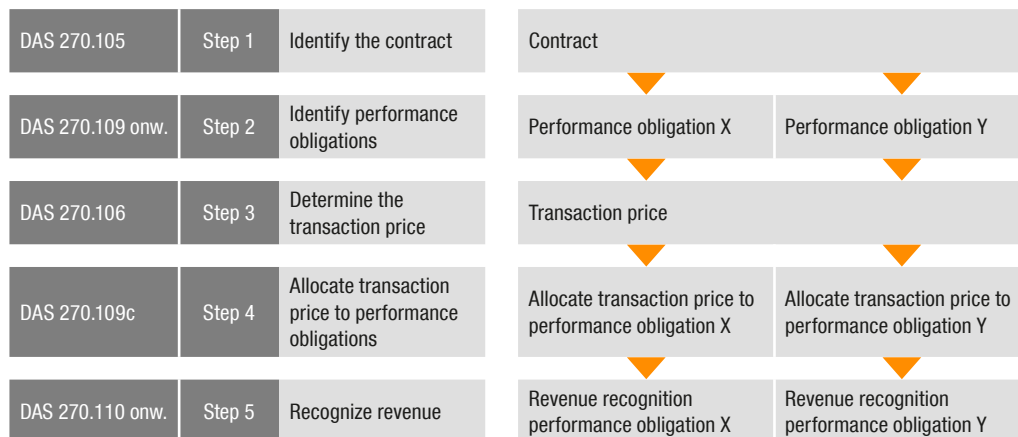 DAS 270.105
Step 1
Identify the contract
Contract
DAS 270.109 onw.
Step 2
Identify performance
obligations
Performance obligation X
Performance obligation Y
DAS 270.106
Step 3
Determine the
transaction price
Transaction price
DAS 270.109c
Step 4
Allocate transaction
price to performance
obligations
Allocate transaction price to
performance obligation X
Allocate transaction price to
performance obligation Y
DAS 270.110 onw.
Step 5
Recognize revenue
Revenue recognition
performance obligation X
Revenue recognition
performance obligation Y